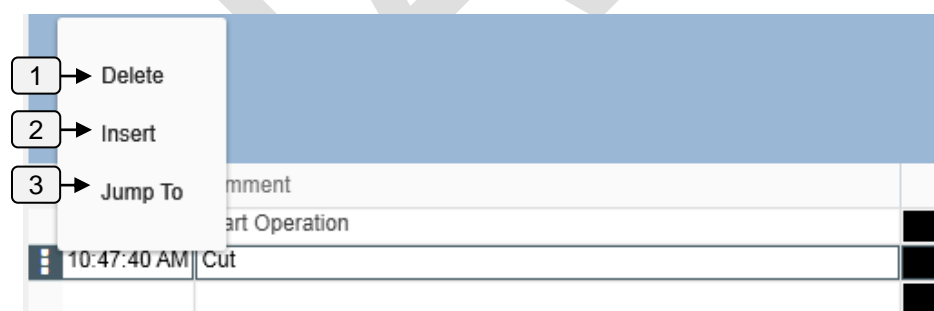 1 Delete
2 Insert
3 Jump To
mment
art Operation
10:47:40 AM Cut